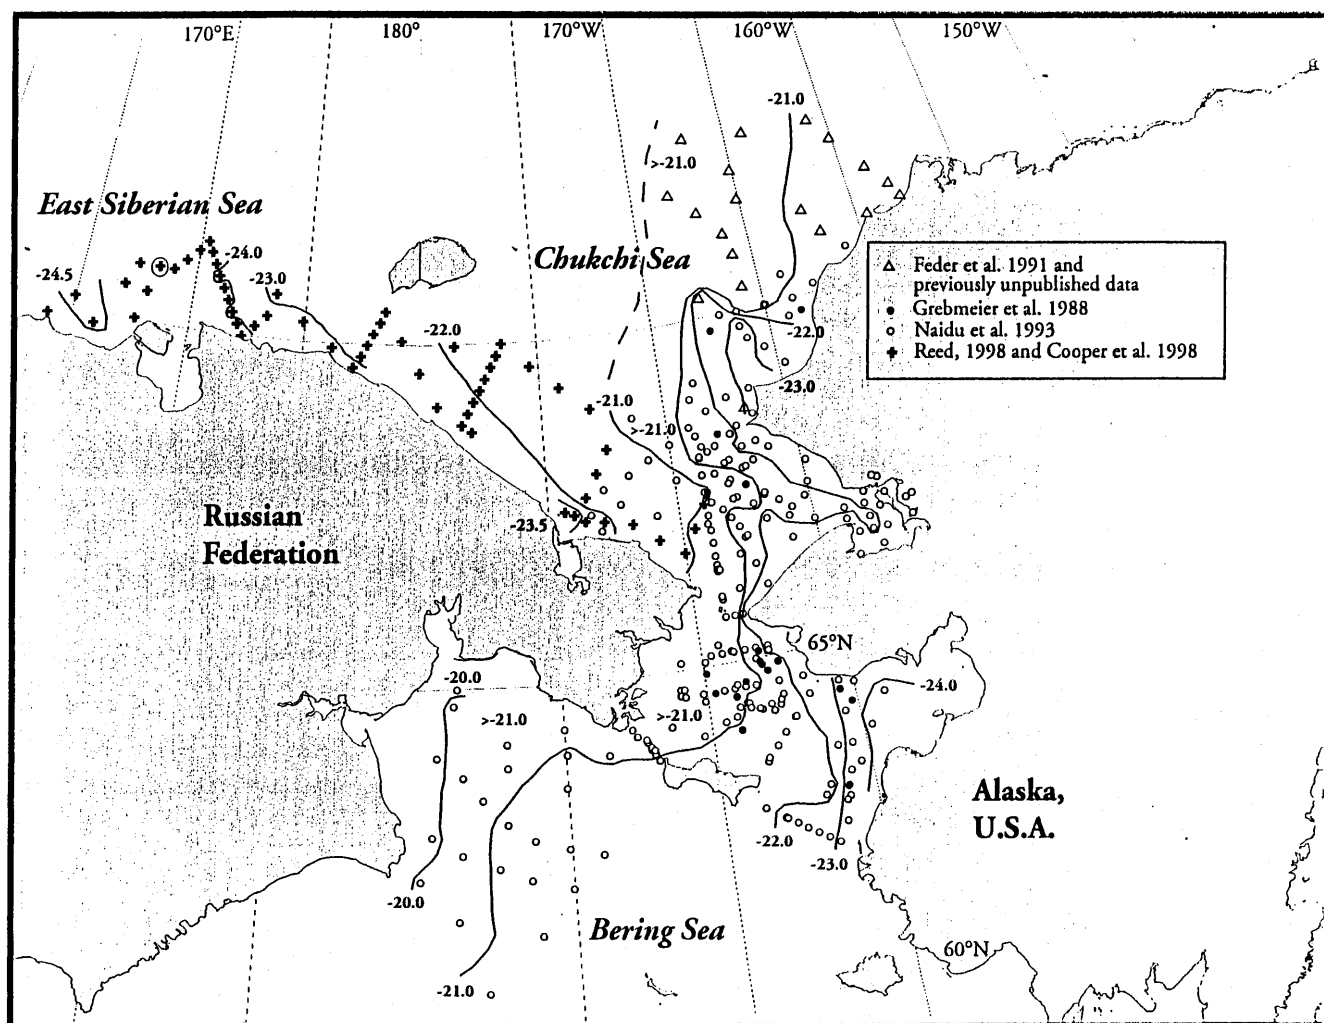 170°E
180°
170°W
160°W
150°W
-21.0
>-21.0
East Siberian Sea
-24.0
-24.5
-23.0
Chukchi Sea
Feder et al. 1991 and
previously unpublished data
Grebmeier et al. 1988
Naidu et al. 1993
Reed, 1998 and Cooper et al. 1998
-22.0
-22.0
-23.0
-21.0
>-21.0
Russian
Federation
-23.5
65°N
-20.0
-24.0
>-21.0
>-21.0
Alaska,
U.S.A.
-22.0
-23.0
-20.0
Bering Sea
60°N
-21.0